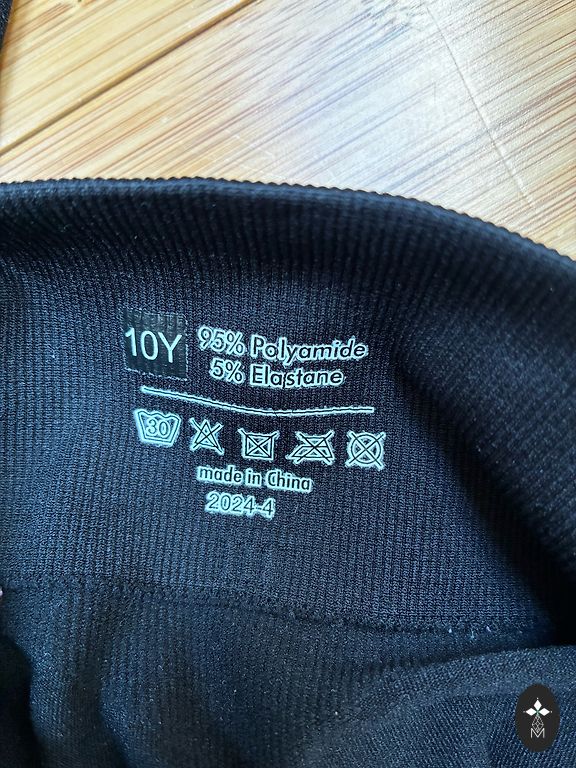 10Y
95% Polyamide
5% Elastane
30
made in China
2024-4
M